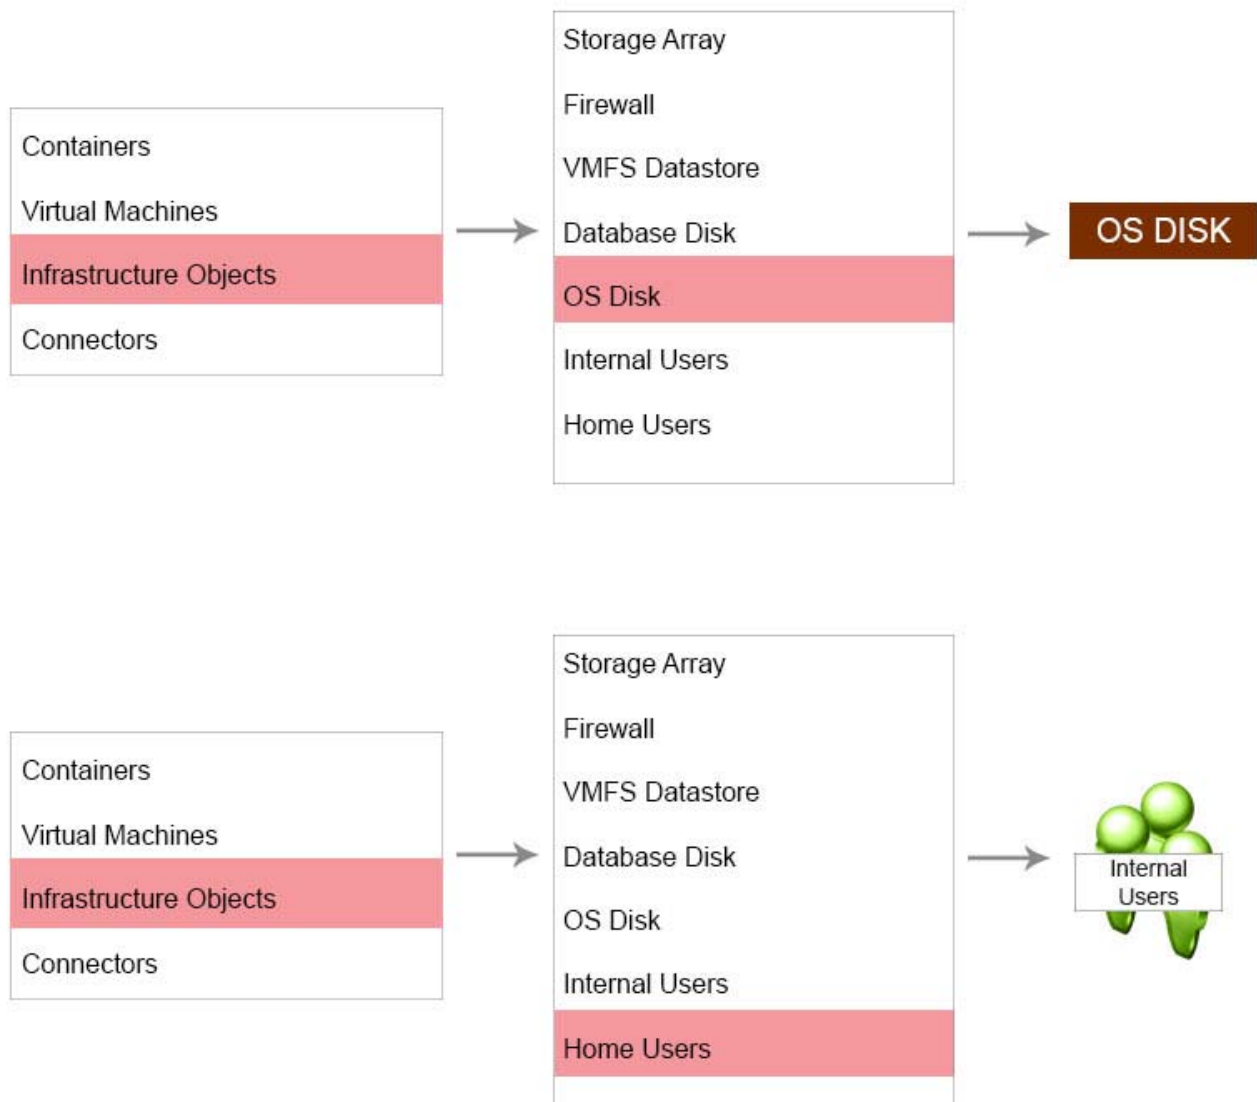 Containers
Virtual Machines
Infrastructure Objects
Connectors
Storage Array
Firewall
VMFS Datastore
Database Disk
OS Disk
Internal Users
Home Users
OS DISK
Containers
Virtual Machines
Infrastructure Objects
Connectors
Storage Array
Firewall
VMFS Datastore
Database Disk
OS Disk
Internal Users
Home Users
Internal
Users